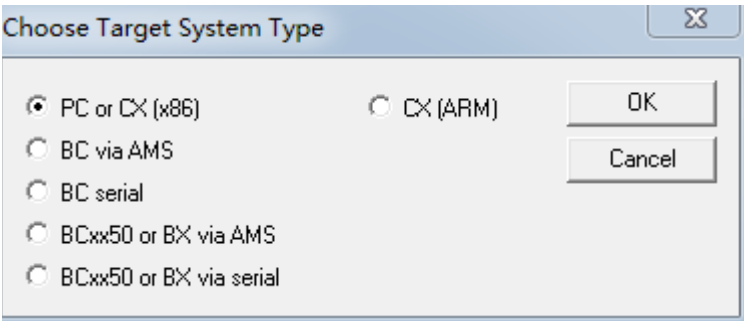 Choose Target System Type
PC or CX (x86)
CX (ARM)
OK
BC via AMS
Cancel
BC serial
BCxx50 or BX via AMS
BCxx50 or BX via serial